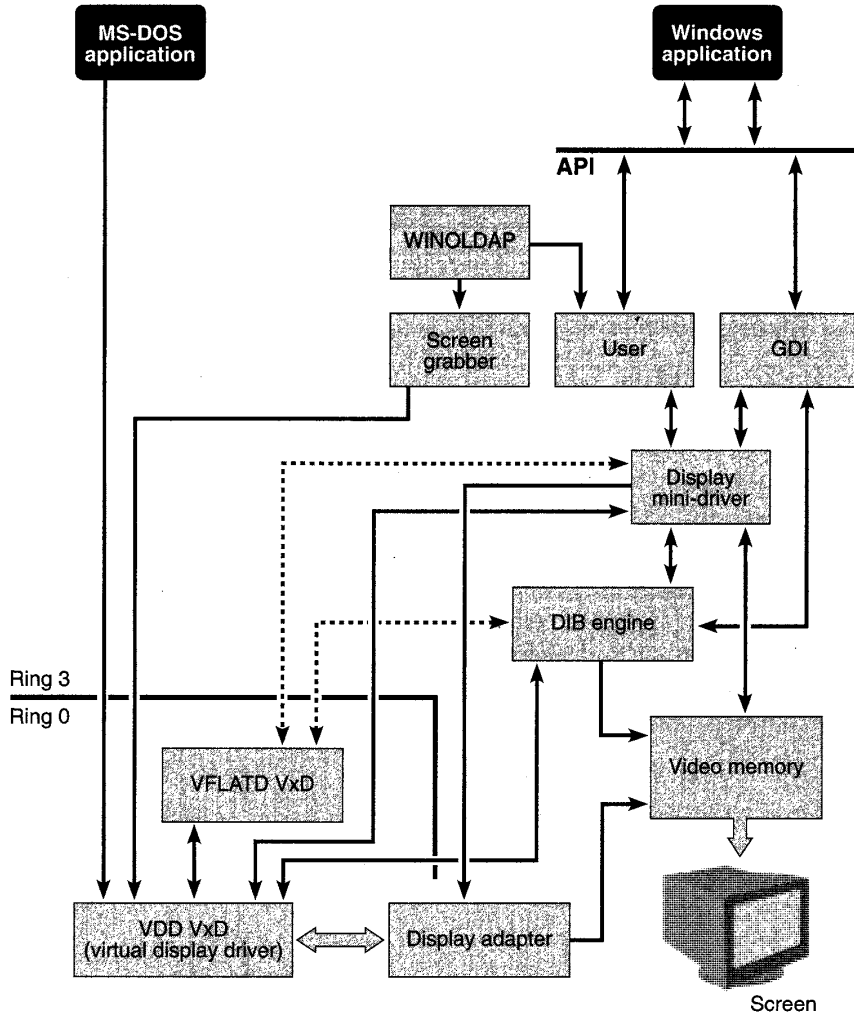 MS-DOS
application
Windows
application
API
WINOLDAP
Screen
grabber
User
GDI
Display
mini-driver
DIB engine
Ring 3
Ring 0
VFLATD VxD
Video memory
VDD VxD
(virtual display driver)
Display adapter
Screen